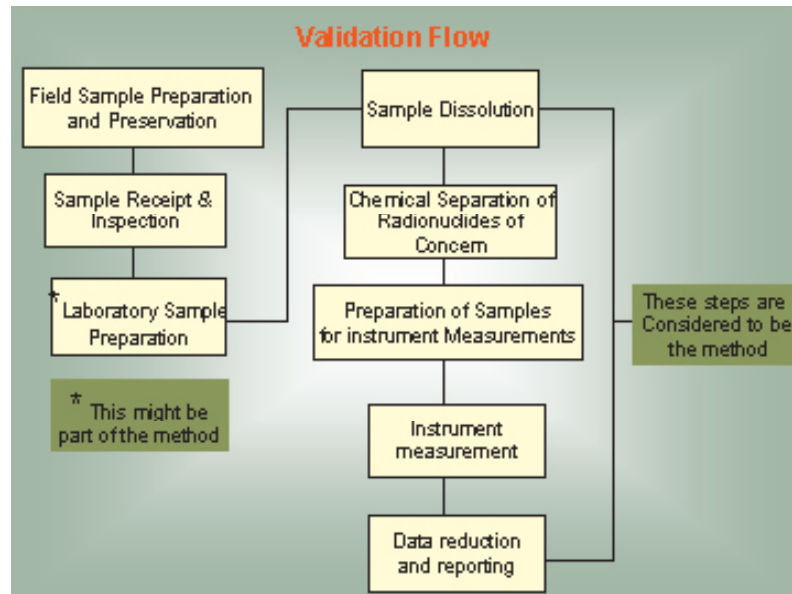 Validation Flow
Field Sample Preparation
and Preservation
Sample Receipt &
Inspection
* Laboratory Sample
Preparation
* This might be
part of the method
Sample Dissolution
Chemical Separation of
Radionuclides of
Concern
Preparation of Samples
for instrument Measurements
Instrument
measurement
Data reduction
and reporting
These steps are
Considered to be
the method